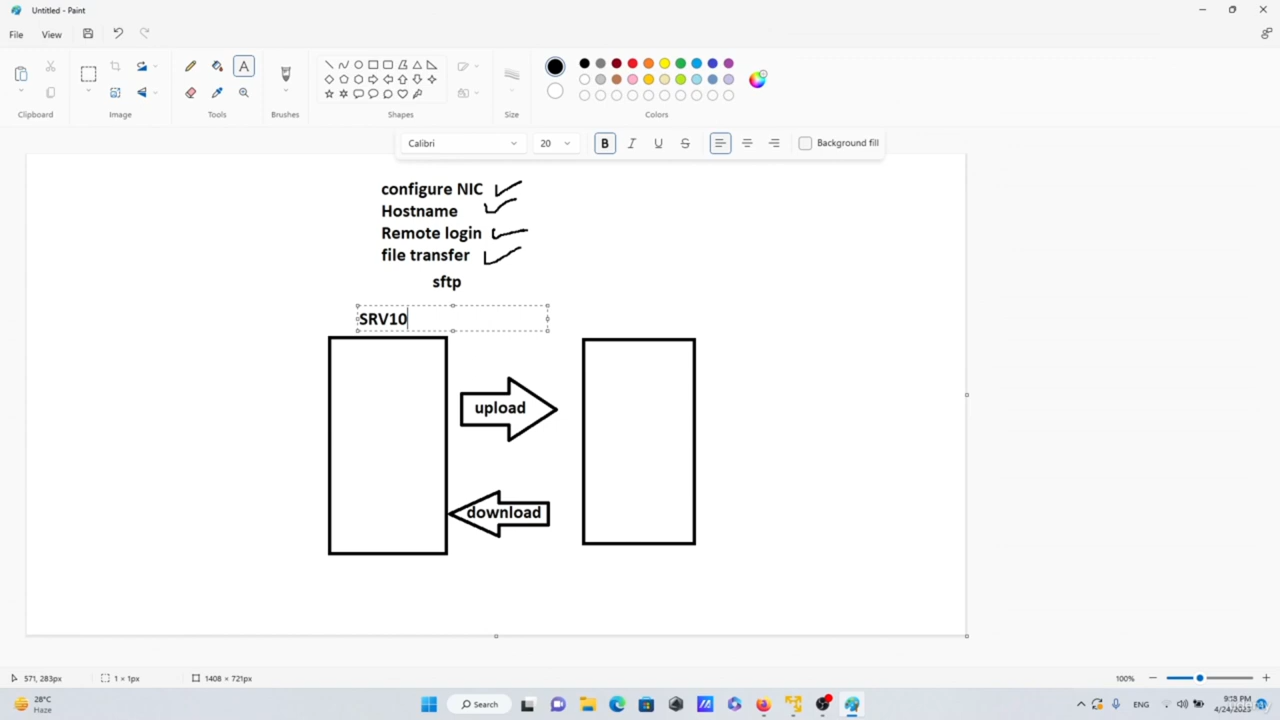 Untitled - Paint
File
View
A
Clipboard
Image
Tools
Brushes
Shapes
Size
Colors
Calibri
20
B
I
U
S
Background fill
configure NIC
Hostname
Remote login
file transfer
sftp
SRV10
upload
download
571, 283px
1 × 1px
1408 × 721px
100%
28°C
Haze
Search
ENG
9:18 PM
4/24/2023